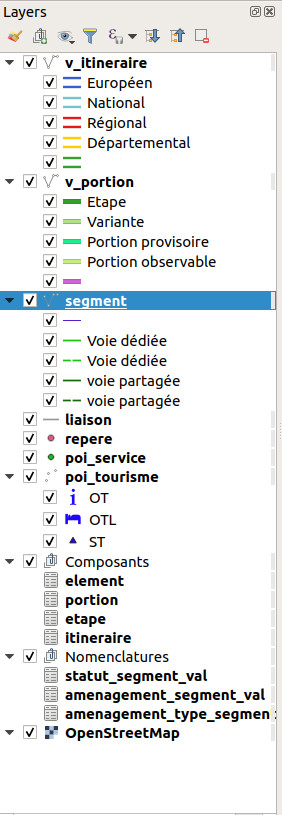 Layers
v_itineraire
Européen
National
Régional
Départemental
v_portion
Etape
Variante
Portion provisoire
Portion observable
segment
Voie dédiée
Voie dédiée
voie partagée
voie partagée
liaison
repere
poi_service
poi_tourisme
OT
OTL
ST
Composants
element
portion
etape
itineraire
Nomenclatures
statut_segment_val
amenagement_segment_val
amenagement_type_segmen
OpenStreetMap